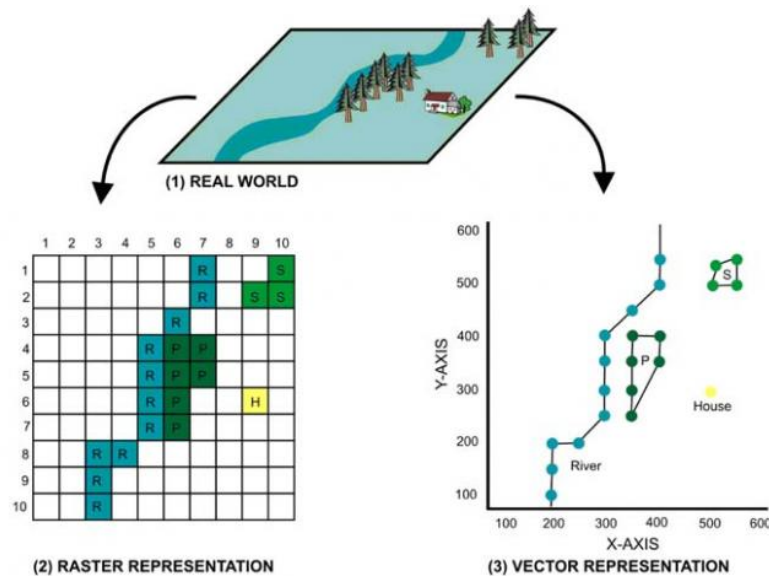 (1) REAL WORLD
1 2 3 4 5 6 7 8 9 10
1 R S
2 R S S
3 R
4 R P P
5 R P P
6 R P H
7 R P
8 R R
9 R
10 R
(2) RASTER REPRESENTATION
600
500
400
300
200
100
Y-AXIS
S
P
House
River
100 200 300 400 500 600
X-AXIS
(3) VECTOR REPRESENTATION